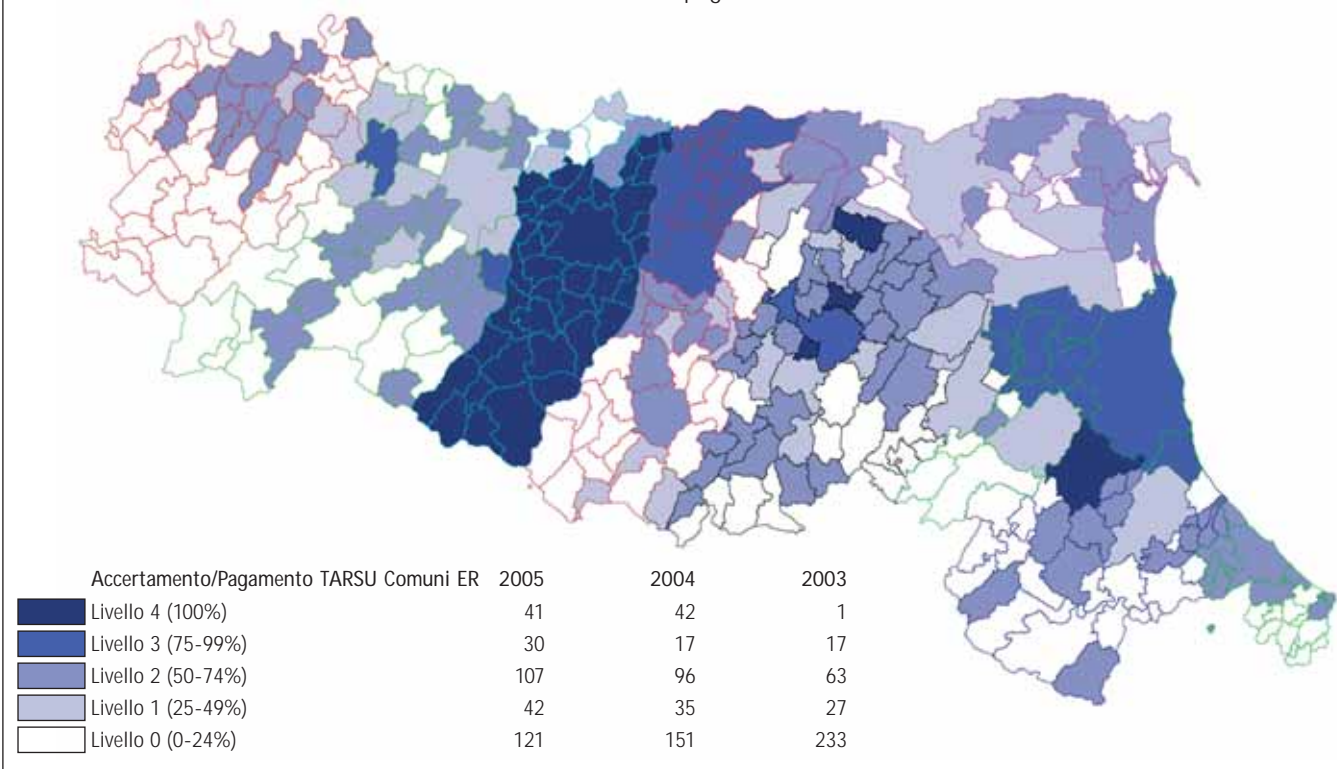 Accertamento/Pagamento TARSU Comuni ER 2005 2004 2003
Livello 4 (100%) 41 42 1
Livello 3 (75-99%) 30 17 17
Livello 2 (50-74%) 107 96 63
Livello 1 (25-49%) 42 35 27
Livello 0 (0-24%) 121 151 233